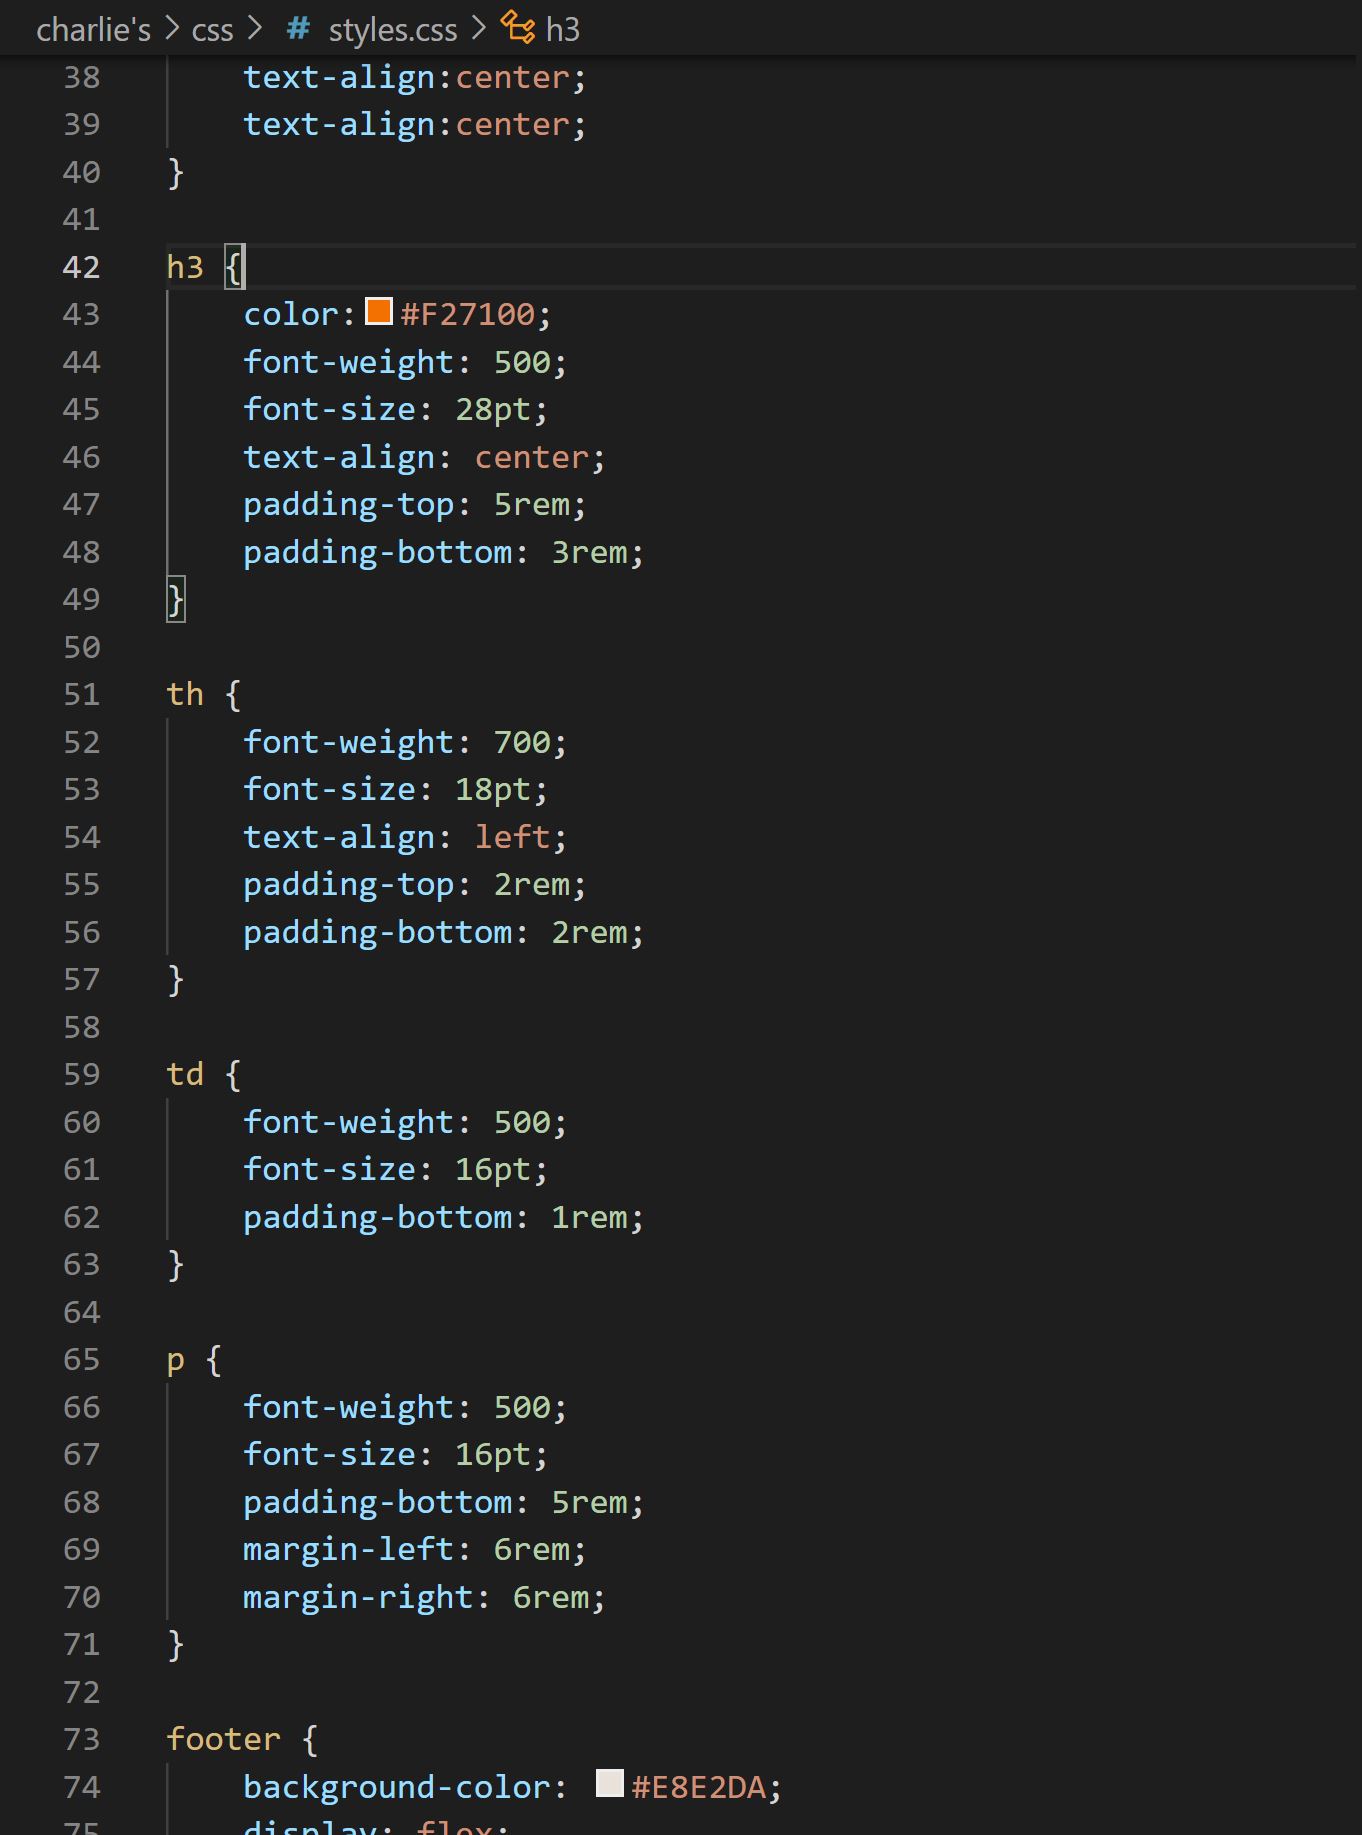 charlie's > css > # styles.css > h3
38 text-align:center;
39 text-align:center;
40 }
41
42 h3 {
43 color:#F27100;
44 font-weight: 500;
45 font-size: 28pt;
46 text-align: center;
47 padding-top: 5rem;
48 padding-bottom: 3rem;
49 }
50
51 th {
52 font-weight: 700;
53 font-size: 18pt;
54 text-align: left;
55 padding-top: 2rem;
56 padding-bottom: 2rem;
57 }
58
59 td {
60 font-weight: 500;
61 font-size: 16pt;
62 padding-bottom: 1rem;
63 }
64
65 p {
66 font-weight: 500;
67 font-size: 16pt;
68 padding-bottom: 5rem;
69 margin-left: 6rem;
70 margin-right: 6rem;
71 }
72
73 footer {
74 background-color: #E8E2DA;
75 display: flex;